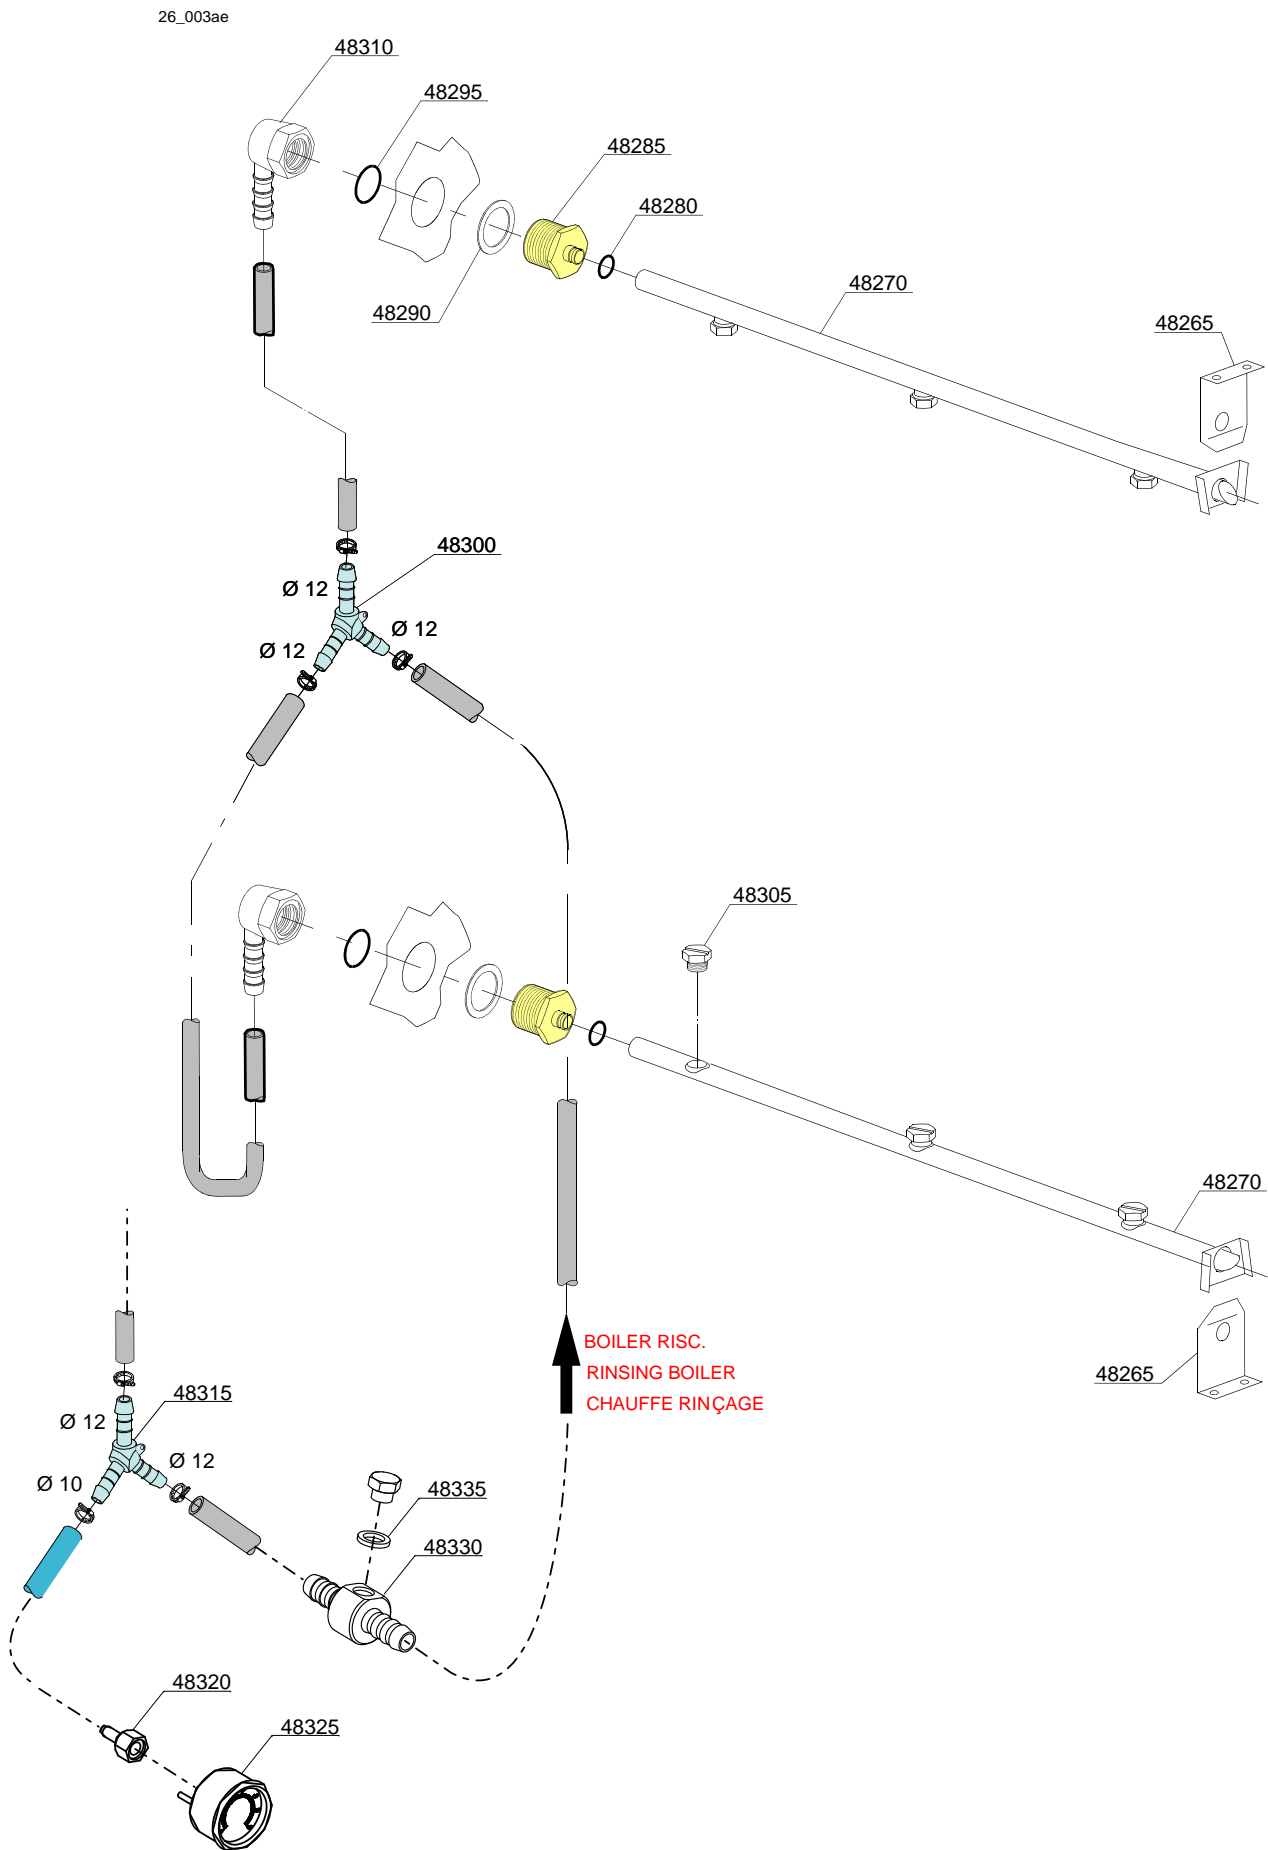 26_003ae
48310
48295
48285
48280
48290
48270
48265
48300
Ø 12
Ø 12
Ø 12
48305
48270
BOILER RISC.
RINSING BOILER
CHAUFFE RINÇAGE
48265
48315
Ø 12
Ø 12
Ø 10
48335
48330
48320
48325